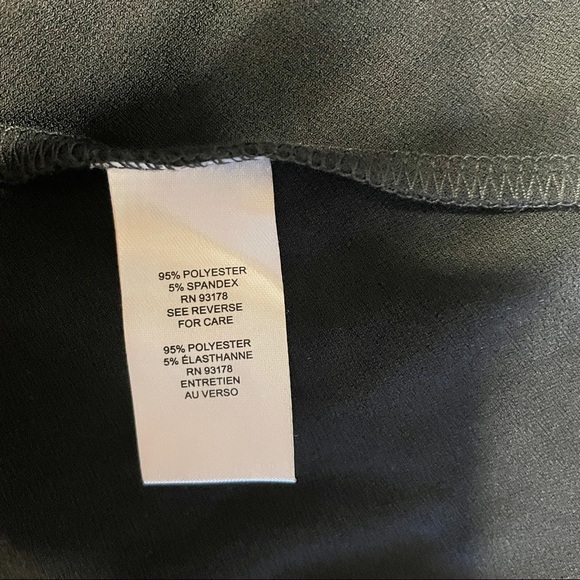 95% POLYESTER
5% SPANDEX
RN 93178
SEE REVERSE
FOR CARE
95% POLYESTER
5% ÉLASTHANNE
RN 93178
ENTRETIEN
AU VERSO